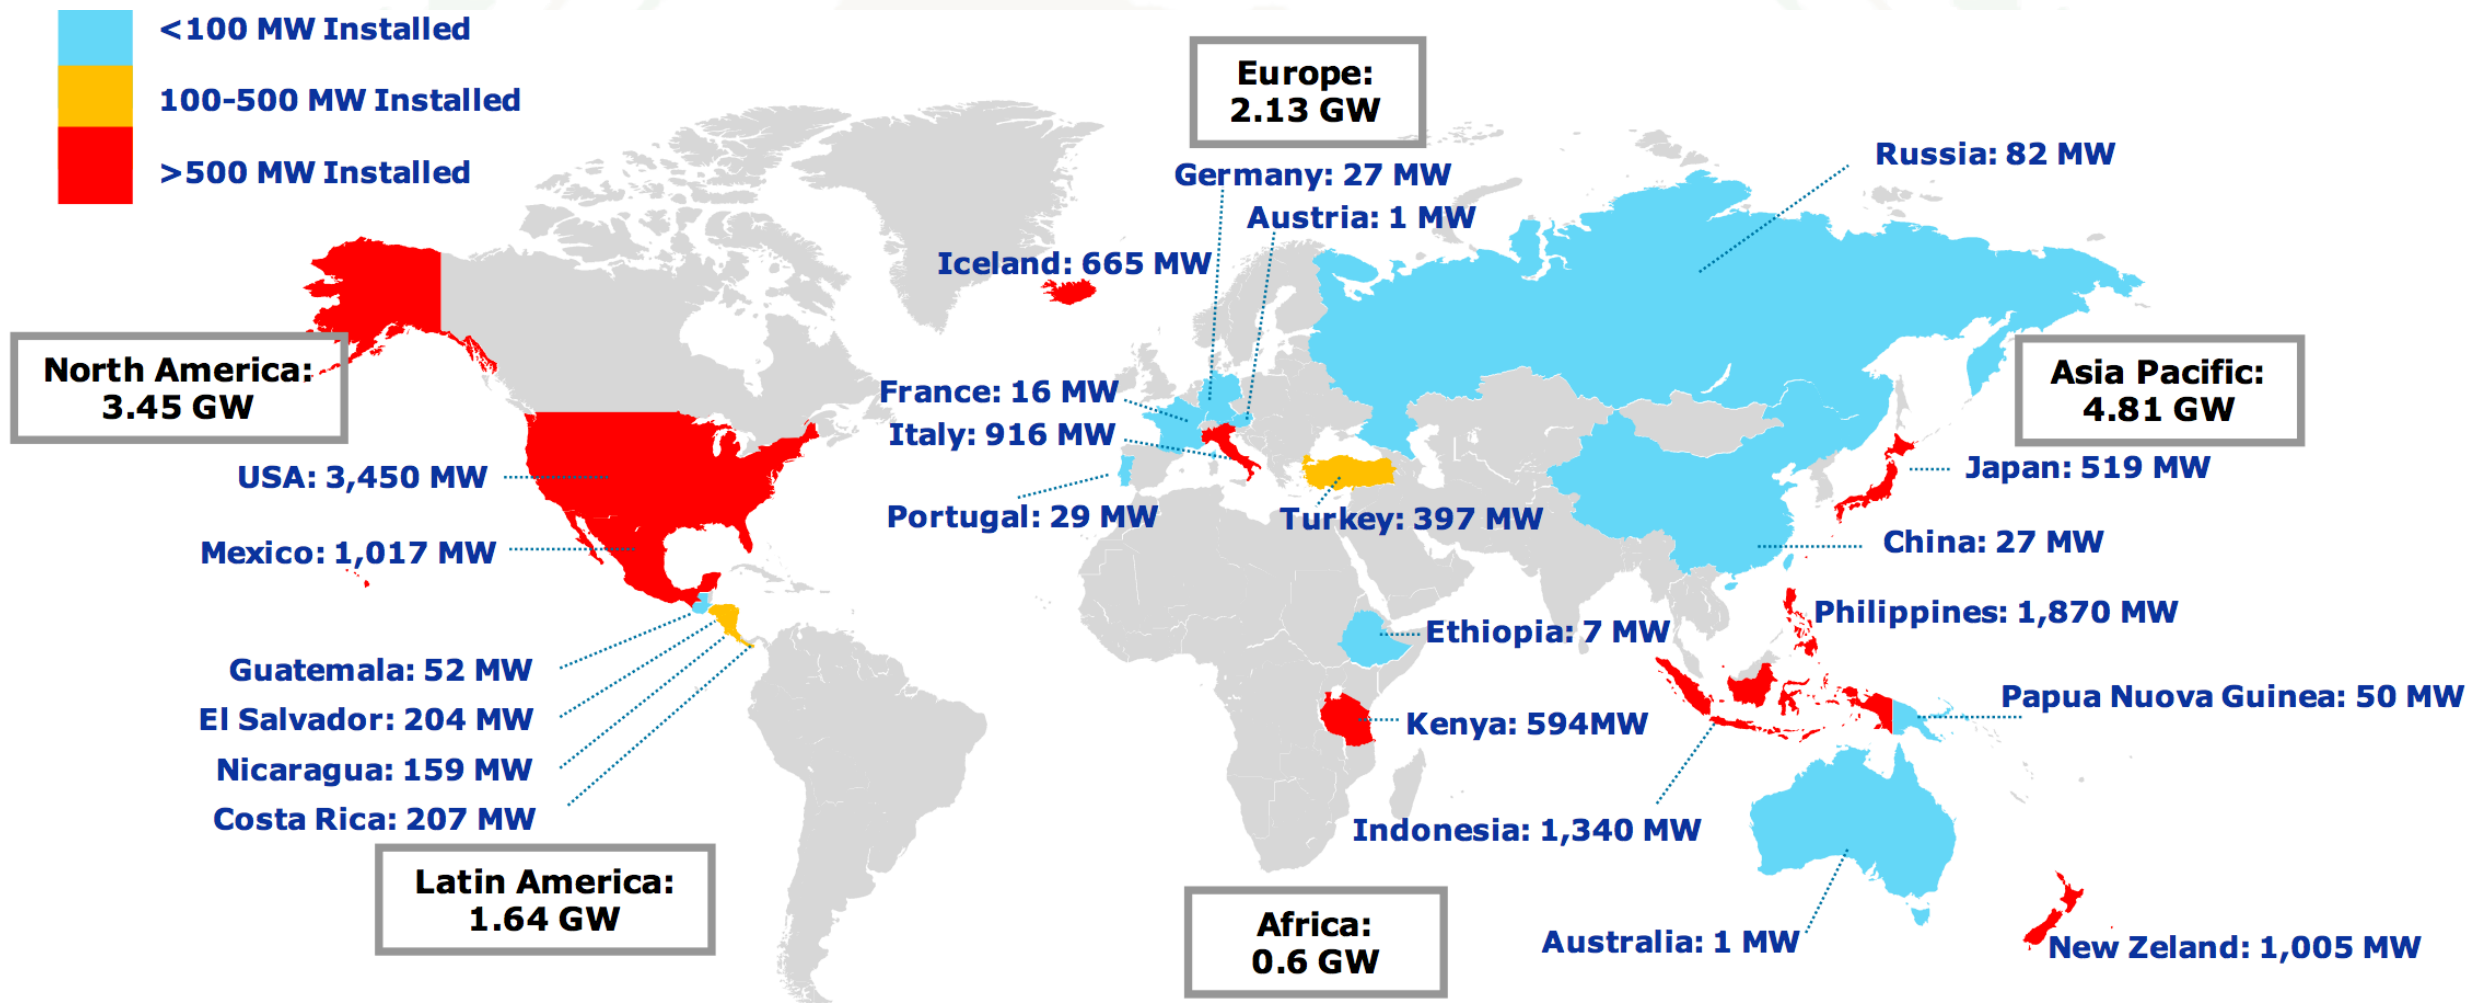 <100 MW Installed
100-500 MW Installed
>500 MW Installed
Europe:
2.13 GW
Germany: 27 MW
Austria: 1 MW
Russia: 82 MW
Iceland: 665 MW
North America:
3.45 GW
France: 16 MW
Italy: 916 MW
Asia Pacific:
4.81 GW
USA: 3,450 MW
Portugal: 29 MW
Turkey: 397 MW
Japan: 519 MW
Mexico: 1,017 MW
China: 27 MW
Philippines: 1,870 MW
Ethiopia: 7 MW
Guatemala: 52 MW
Papua Nuova Guinea: 50 MW
El Salvador: 204 MW
Kenya: 594MW
Nicaragua: 159 MW
Costa Rica: 207 MW
Indonesia: 1,340 MW
Latin America:
1.64 GW
Africa:
0.6 GW
Australia: 1 MW
New Zeland: 1,005 MW